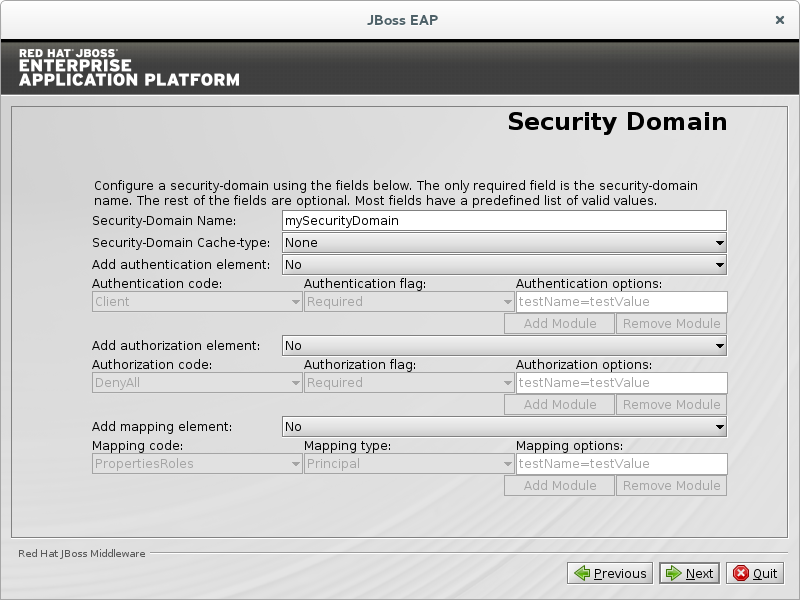 JBoss EAP
RED HAT JBOSS
ENTERPRISE
APPLICATION PLATFORM
Security Domain
Configure a security-domain using the fields below. The only required field is the security-domain
name. The rest of the fields are optional. Most fields have a predefined list of valid values.
Security-Domain Name: mySecurityDomain
Security-Domain Cache-type: None
Add authentication element: No
Authentication code: Authentication flag: Authentication options:
Client Required testName=testValue
Add Module Remove Module
Add authorization element: No
Authorization code: Authorization flag: Authorization options:
DenyAll Required testName=testValue
Add Module Remove Module
Add mapping element: No
Mapping code: Mapping type: Mapping options:
PropertiesRoles Principal testName=testValue
Add Module Remove Module
Red Hat JBoss Middleware
Previous Next Quit